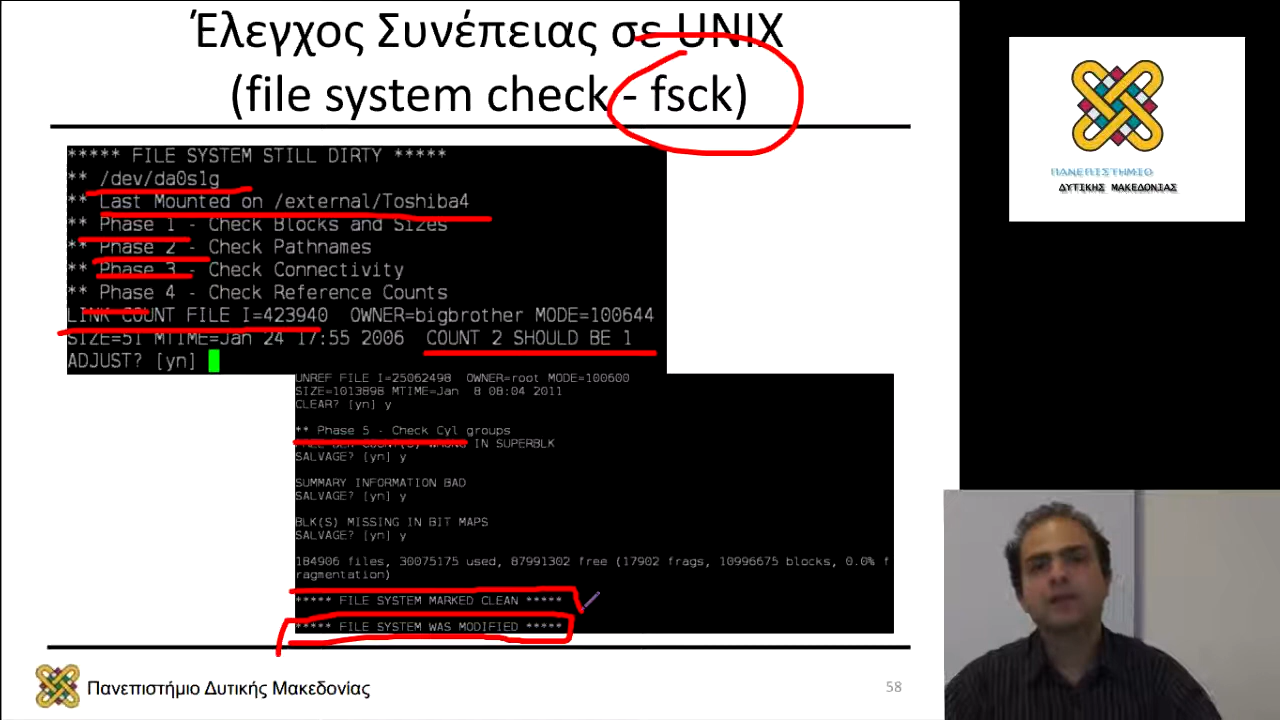 Έλεγχος Συνέπειας σε UNIX
(file system check - fsck)
***** FILE SYSTEM STILL DIRTY *****
** /dev/da0s1g
** Last Mounted on /external/Toshiba4
** Phase 1 - Check Blocks and Sizes
** Phase 2 - Check Pathnames
** Phase 3 - Check Connectivity
** Phase 4 - Check Reference Counts
LINK COUNT FILE I=423940 OWNER=bigbrother MODE=100644
SIZE=51 MTIME=Jan 24 17:55 2006 COUNT 2 SHOULD BE 1
ADJUST? [yn]
UNREF FILE I=25062498 OWNER=root MODE=100600
SIZE=1013898 MTIME=Jan 8 08:04 2011
CLEAR? [yn] y
** Phase 5 - Check Cyl groups
FREE BLK COUNT(S) WRONG IN SUPERBLK
SALVAGE? [yn] y
SUMMARY INFORMATION BAD
SALVAGE? [yn] y
BLK(S) MISSING IN BIT MAPS
SALVAGE? [yn] y
184906 files, 30075175 used, 87991302 free (17902 frags, 10996675 blocks, 0.0% f
ragmentation)
***** FILE SYSTEM MARKED CLEAN *****
***** FILE SYSTEM WAS MODIFIED *****
Πανεπιστήμιο Δυτικής Μακεδονίας
58
ΠΑΝΕΠΙΣΤΗΜΙΟ
ΔΥΤΙΚΗΣ ΜΑΚΕΔΟΝΙΑΣ